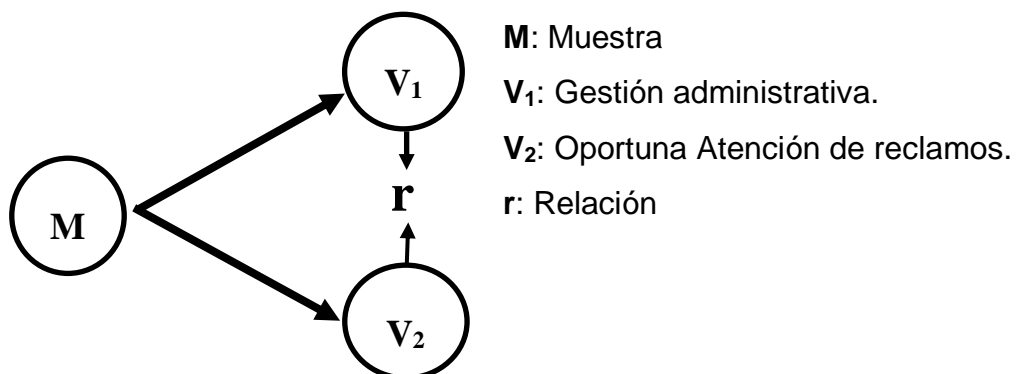 V₁
r
M
V₂
M: Muestra
V₁: Gestión administrativa.
V₂: Oportuna Atención de reclamos.
r: Relación